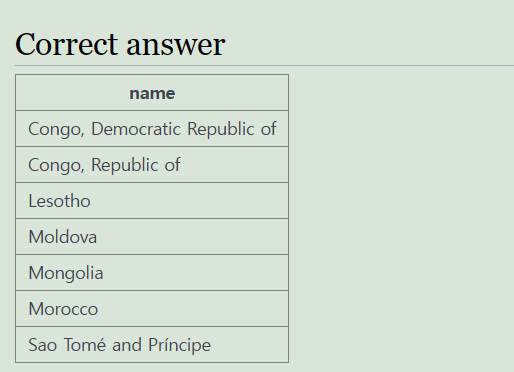 Correct answer
name
Congo, Democratic Republic of
Congo, Republic of
Lesotho
Moldova
Mongolia
Morocco
Sao Tomé and Príncipe